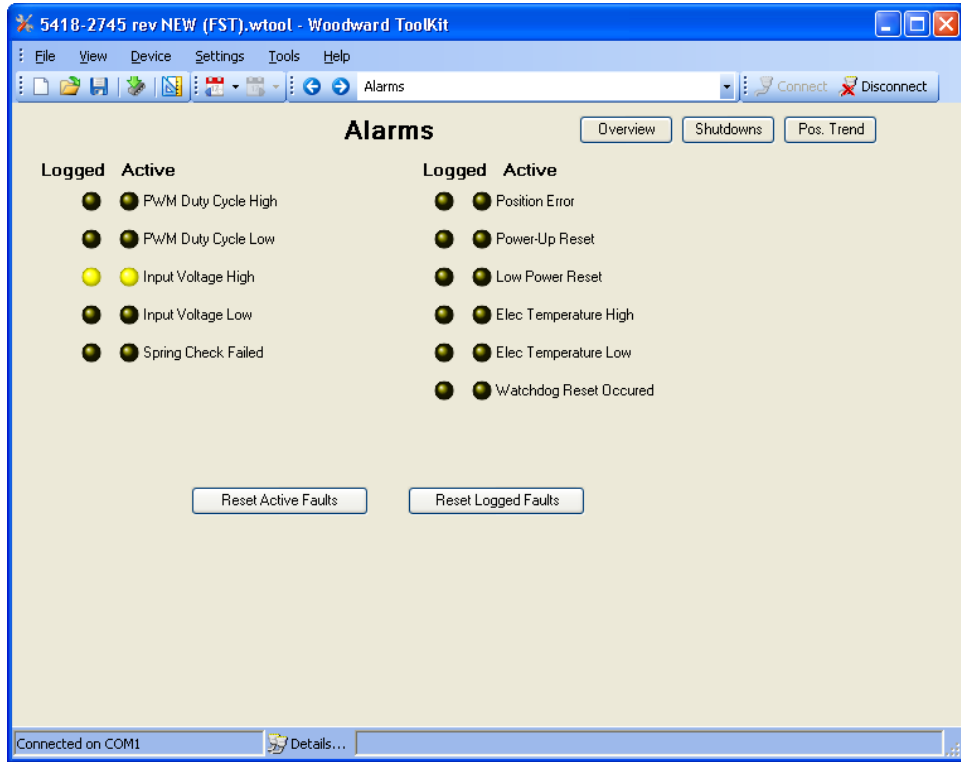 5418-2745 rev NEW (FST).wtool - Woodward ToolKit
File View Device Settings Tools Help
Alarms Connect Disconnect
Alarms
Overview Shutdowns Pos. Trend
Logged Active
PWM Duty Cycle High
PWM Duty Cycle Low
Input Voltage High
Input Voltage Low
Spring Check Failed
Logged Active
Position Error
Power-Up Reset
Low Power Reset
Elec Temperature High
Elec Temperature Low
Watchdog Reset Occured
Reset Active Faults Reset Logged Faults
Connected on COM1 Details...